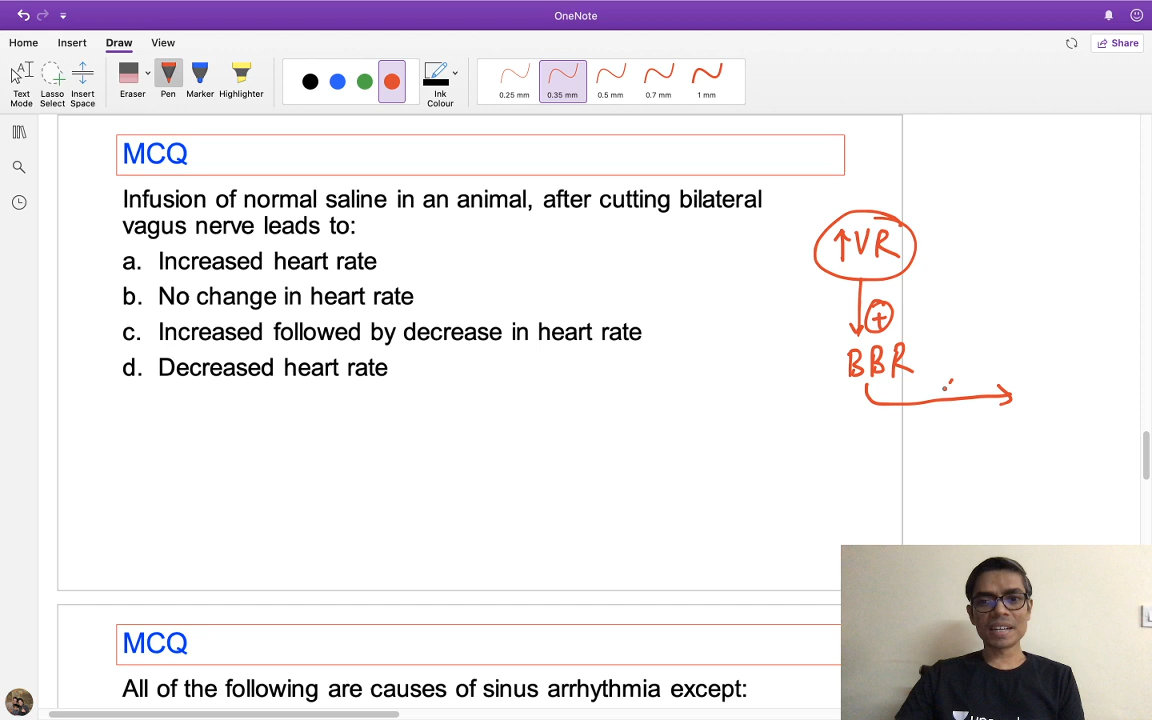 OneNote
Home Insert Draw View
Share
Text Mode
Lasso Select
Insert Space
Eraser
Pen
Marker
Highlighter
Ink Colour
0.25 mm
0.35 mm
0.5 mm
0.7 mm
1 mm
MCQ
Infusion of normal saline in an animal, after cutting bilateral
vagus nerve leads to:
a. Increased heart rate
b. No change in heart rate
c. Increased followed by decrease in heart rate
d. Decreased heart rate
↑VR
+
BBR
MCQ
All of the following are causes of sinus arrhythmia except: